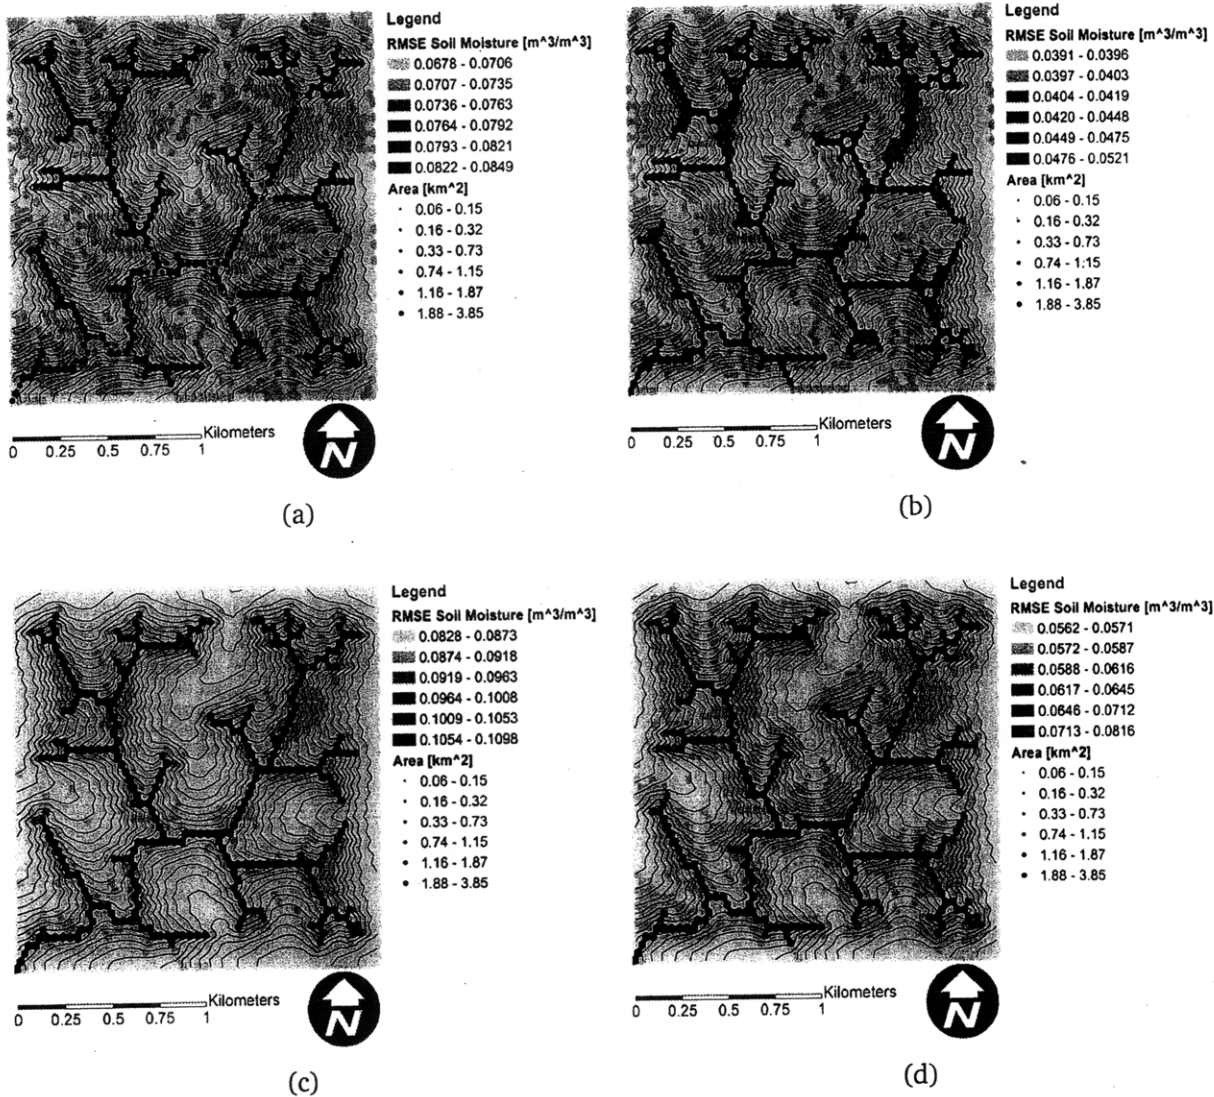 Legend
RMSE Soil Moisture [m^3/m^3]
0.0678 - 0.0706
0.0707 - 0.0735
0.0736 - 0.0763
0.0764 - 0.0792
0.0793 - 0.0821
0.0822 - 0.0849
Area [km^2]
0.06 - 0.15
0.16 - 0.32
0.33 - 0.73
0.74 - 1.15
1.16 - 1.87
1.88 - 3.85
Kilometers
0 0.25 0.5 0.75 1
N
(a)
Legend
RMSE Soil Moisture [m^3/m^3]
0.0391 - 0.0396
0.0397 - 0.0403
0.0404 - 0.0419
0.0420 - 0.0448
0.0449 - 0.0475
0.0476 - 0.0521
Area [km^2]
0.06 - 0.15
0.16 - 0.32
0.33 - 0.73
0.74 - 1.15
1.16 - 1.87
1.88 - 3.85
Kilometers
0 0.25 0.5 0.75 1
N
(b)
Legend
RMSE Soil Moisture [m^3/m^3]
0.0828 - 0.0873
0.0874 - 0.0918
0.0919 - 0.0963
0.0964 - 0.1008
0.1009 - 0.1053
0.1054 - 0.1098
Area [km^2]
0.06 - 0.15
0.16 - 0.32
0.33 - 0.73
0.74 - 1.15
1.16 - 1.87
1.88 - 3.85
Kilometers
0 0.25 0.5 0.75 1
N
(c)
Legend
RMSE Soil Moisture [m^3/m^3]
0.0562 - 0.0571
0.0572 - 0.0587
0.0588 - 0.0616
0.0617 - 0.0645
0.0646 - 0.0712
0.0713 - 0.0816
Area [km^2]
0.06 - 0.15
0.16 - 0.32
0.33 - 0.73
0.74 - 1.15
1.16 - 1.87
1.88 - 3.85
Kilometers
0 0.25 0.5 0.75 1
N
(d)